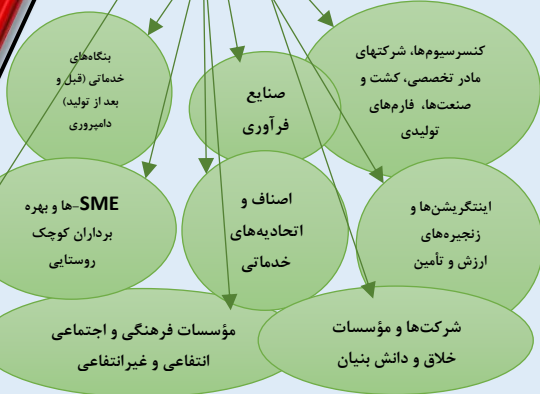 کنسرسیوم‌ها، شرکتهای
مادر تخصصی، کشت و
صنعت‌ها، فارم‌های
تولیدی
صنایع
فرآوری
بنگاه‌های
خدماتی (قبل و
بعد از تولید)
دامپروری
اینتگریشن‌ها و
زنجیره‌های
ارزش و تأمین
اصناف و
اتحادیه‌های
خدماتی
SME-ها و بهره
برداران کوچک
روستایی
شرکت‌ها و مؤسسات
خلاق و دانش بنیان
مؤسسات فرهنگی و اجتماعی
انتفاعی و غیرانتفاعی